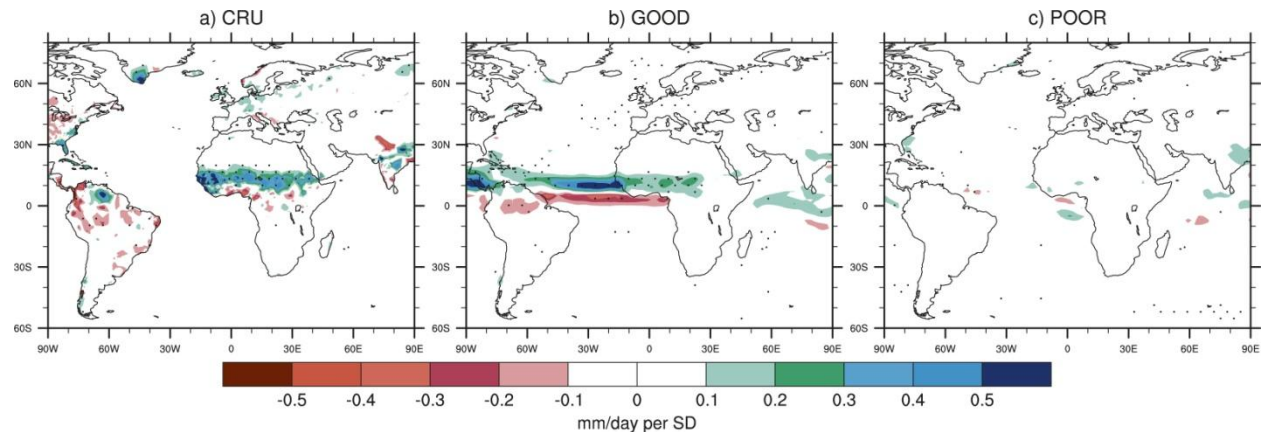 a) CRU b) GOOD c) POOR
60N 60N 60N
30N 30N 30N
0 0 0
30S 30S 30S
60S 60S 60S
90W 60W 30W 0 30E 60E 90E 90W 60W 30W 0 30E 60E 90E 90W 60W 30W 0 30E 60E 90E
-0.5 -0.4 -0.3 -0.2 -0.1 0 0.1 0.2 0.3 0.4 0.5
mm/day per SD